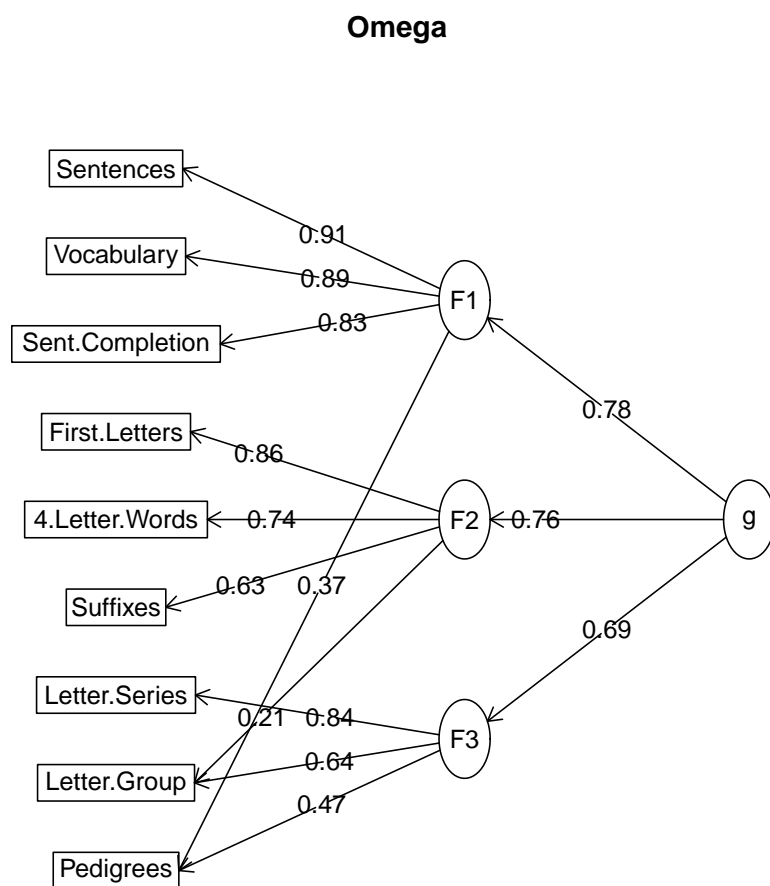 Omega
Sentences
0.91
Vocabulary
0.89
F1
Sent.Completion
0.83
0.78
First.Letters
0.86
4.Letter.Words
0.74
F2
0.76
g
Suffixes
0.63
0.37
0.69
Letter.Series
0.21
0.84
F3
Letter.Group
0.64
0.47
Pedigrees